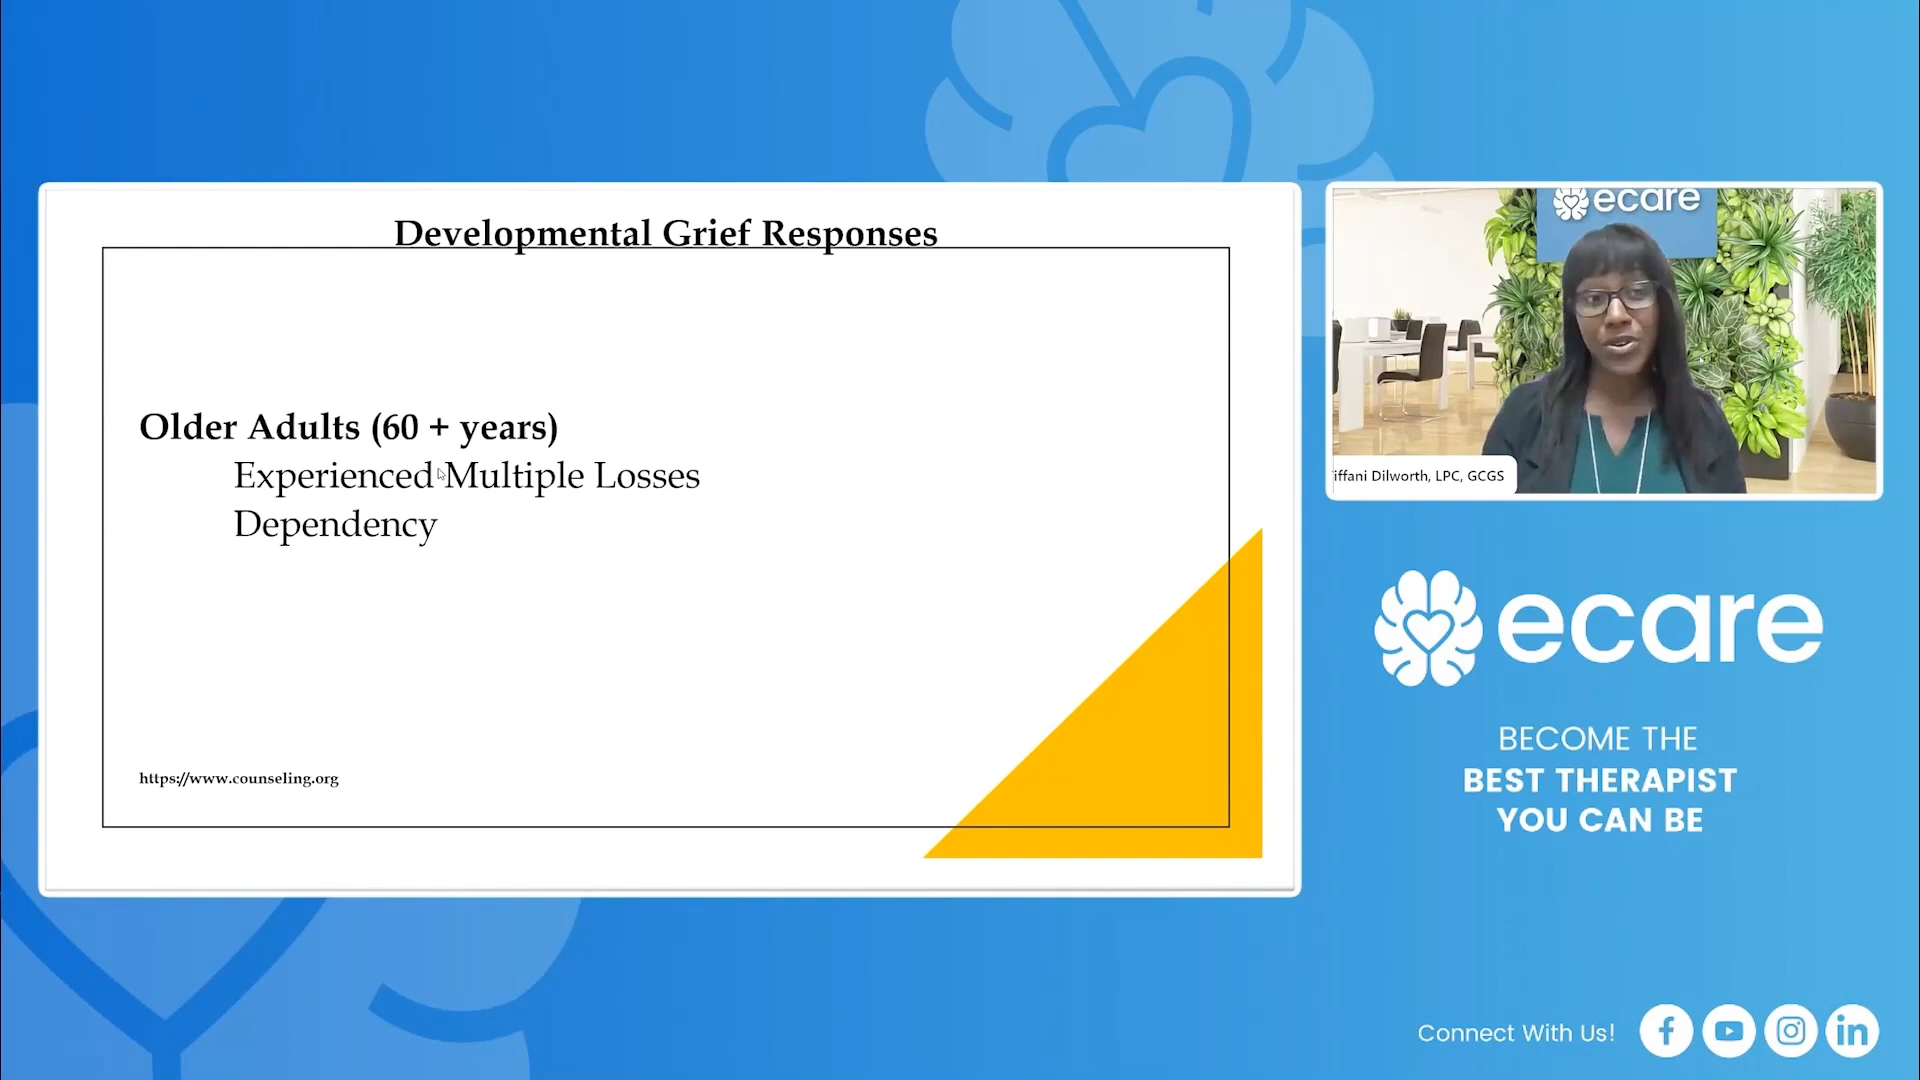 Developmental Grief Responses
Older Adults (60 + years)
Experienced Multiple Losses
Dependency
https://www.counseling.org
ecare
iffani Dilworth, LPC, GCGS
ecare
BECOME THE
BEST THERAPIST
YOU CAN BE
Connect With Us!